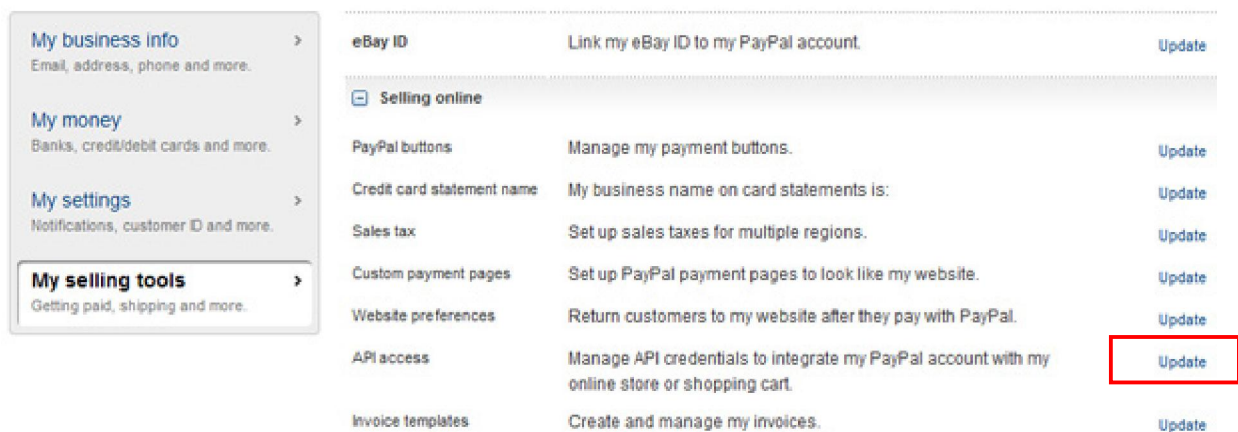 My business info >
Email, address, phone and more.
My money >
Banks, credit/debit cards and more.
My settings >
Notifications, customer ID and more.
My selling tools >
Getting paid, shipping and more.
eBay ID Link my eBay ID to my PayPal account. Update
Selling online
PayPal buttons Manage my payment buttons. Update
Credit card statement name My business name on card statements is: Update
Sales tax Set up sales taxes for multiple regions. Update
Custom payment pages Set up PayPal payment pages to look like my website. Update
Website preferences Return customers to my website after they pay with PayPal. Update
API access Manage API credentials to integrate my PayPal account with my Update
online store or shopping cart.
Invoice templates Create and manage my invoices. Update